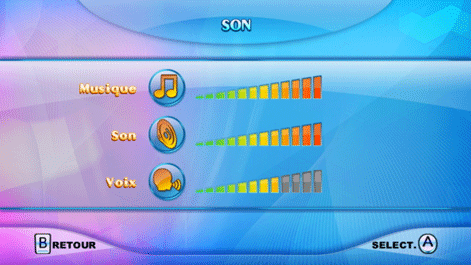 SON
Musique
Son
Voix
B RETOUR
SELECT. A